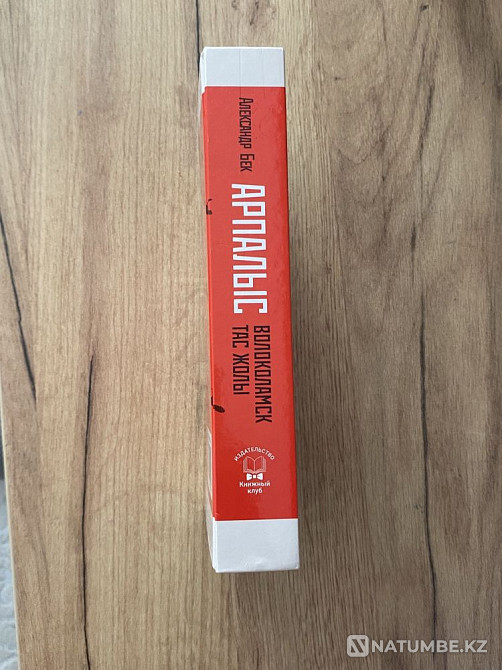 Александр Бек
АРПАЛЫС
ВОЛОКОЛАМСК
ТАС ЖОЛЫ
ИЗДАТЕЛЬСТВО
Книжный
клуб
NATUMBE.KZ